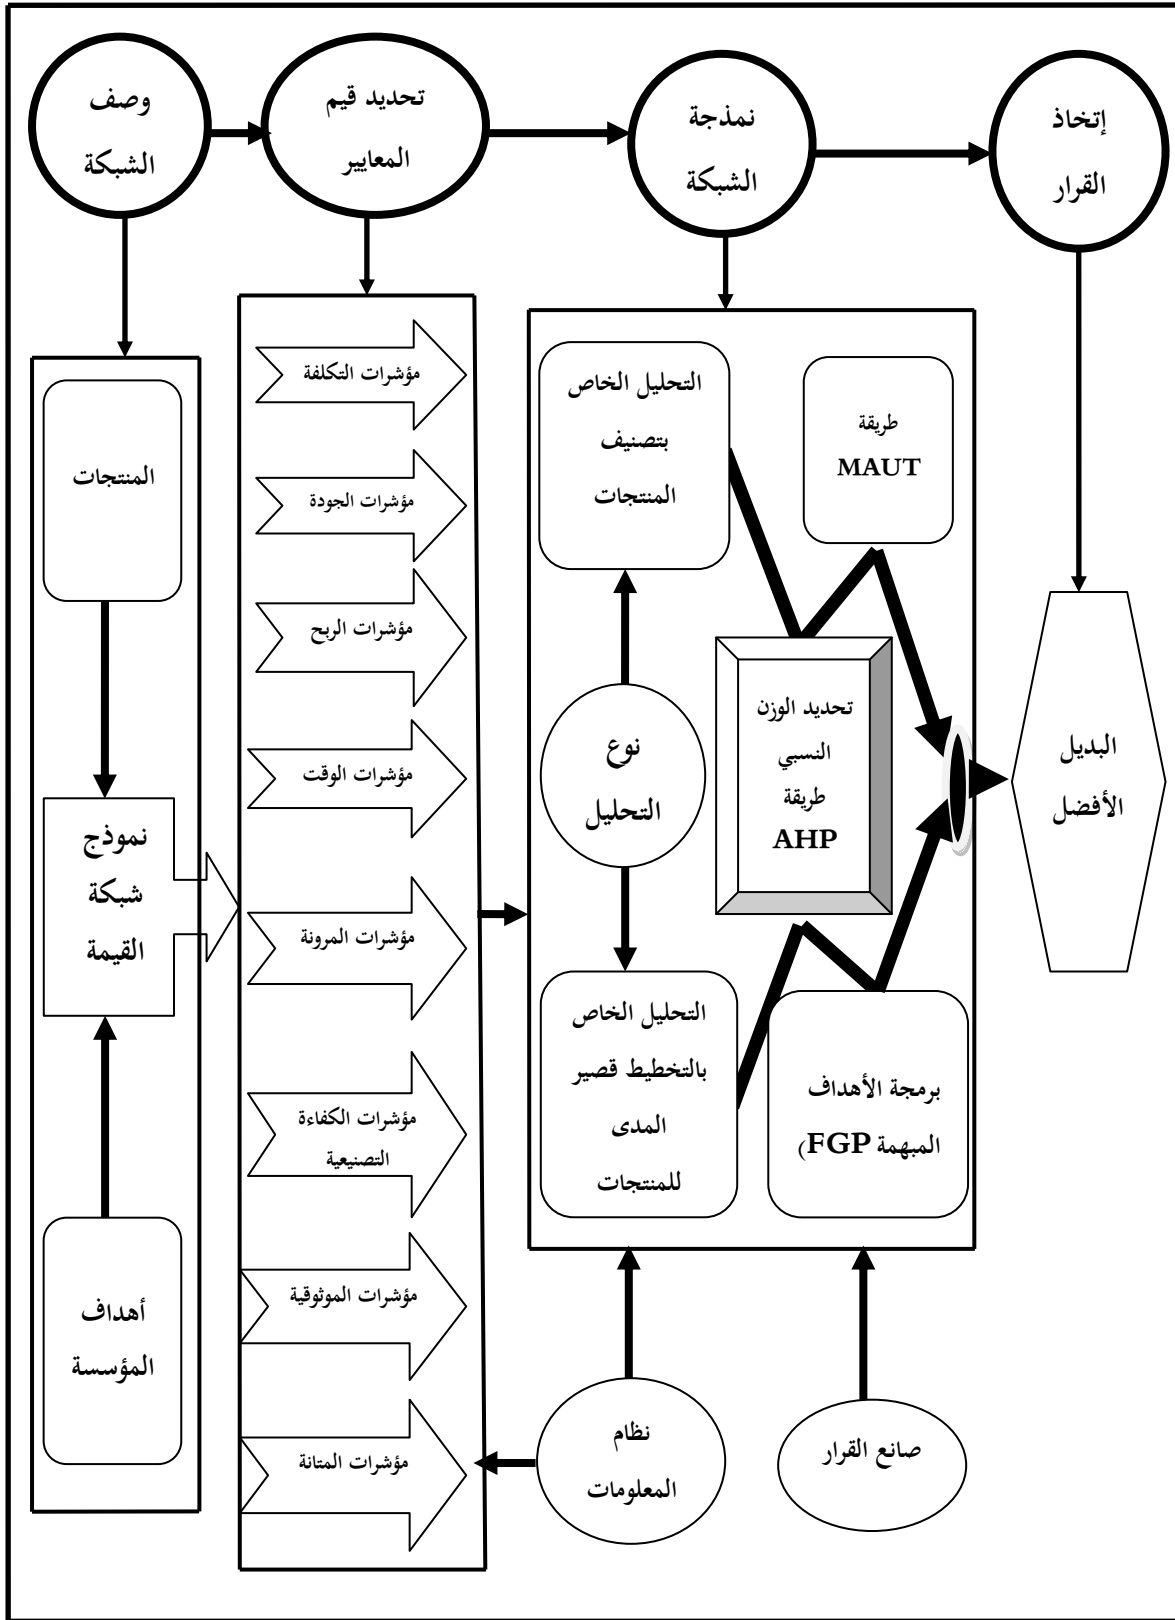 وصف
الشبكة
تحديد قيم
المعايير
نمذجة
الشبكة
إتخاذ
القرار
المنتجات
نموذج
شبكة
القيمة
أهداف
المؤسسة
مؤشرات التكلفة
مؤشرات الجودة
مؤشرات الربح
مؤشرات الوقت
مؤشرات المرونة
مؤشرات الكفاءة
التصنيعية
مؤشرات الموثوقية
مؤشرات المتانة
التحليل الخاص
بتصنيف
المنتجات
طريقة
MAUT
نوع
التحليل
تحديد الوزن
النسبي
طريقة
AHP
التحليل الخاص
بالتخطيط قصير
المدى
للمنتجات
برمجة الأهداف
المبهمة FGP)
البديل
الأفضل
نظام
المعلومات
صانع القرار